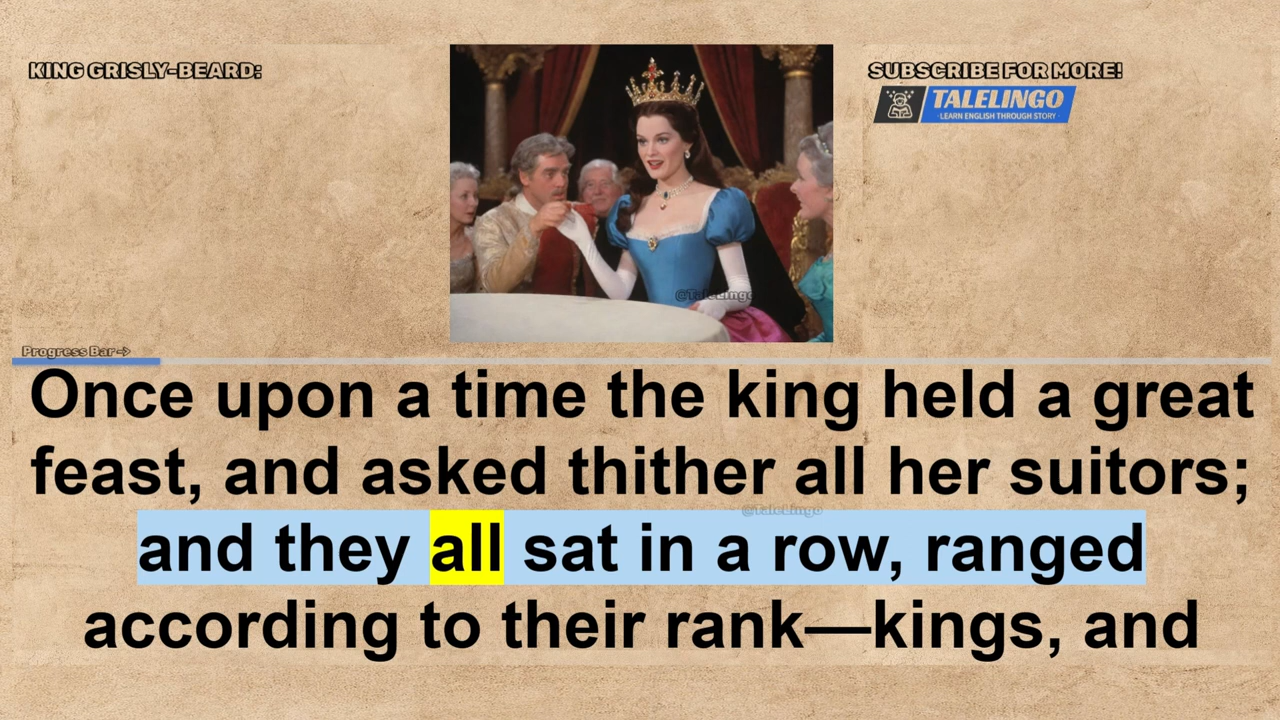 KING GRISLY-BEARD:
SUBSCRIBE FOR MORE!
TALELINGO
· LEARN ENGLISH THROUGH STORY ·
@TaleLingo
Progress Bar->
Once upon a time the king held a great
feast, and asked thither all her suitors;
@TaleLingo
and they all sat in a row, ranged
according to their rank—kings, and